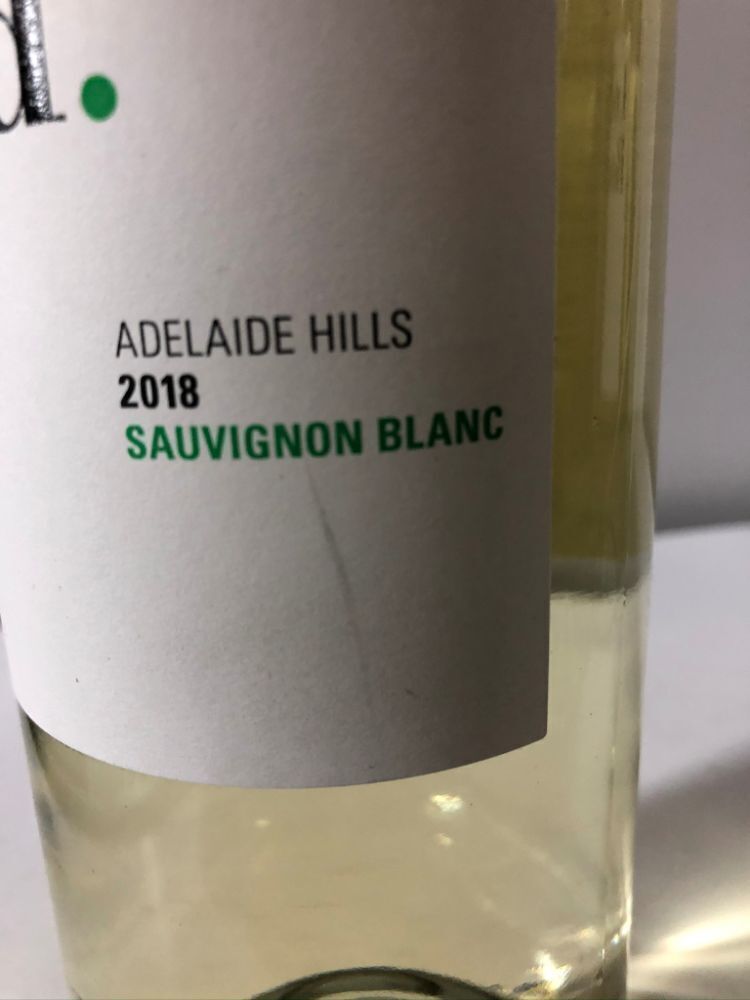 d.
ADELAIDE HILLS
2018
SAUVIGNON BLANC